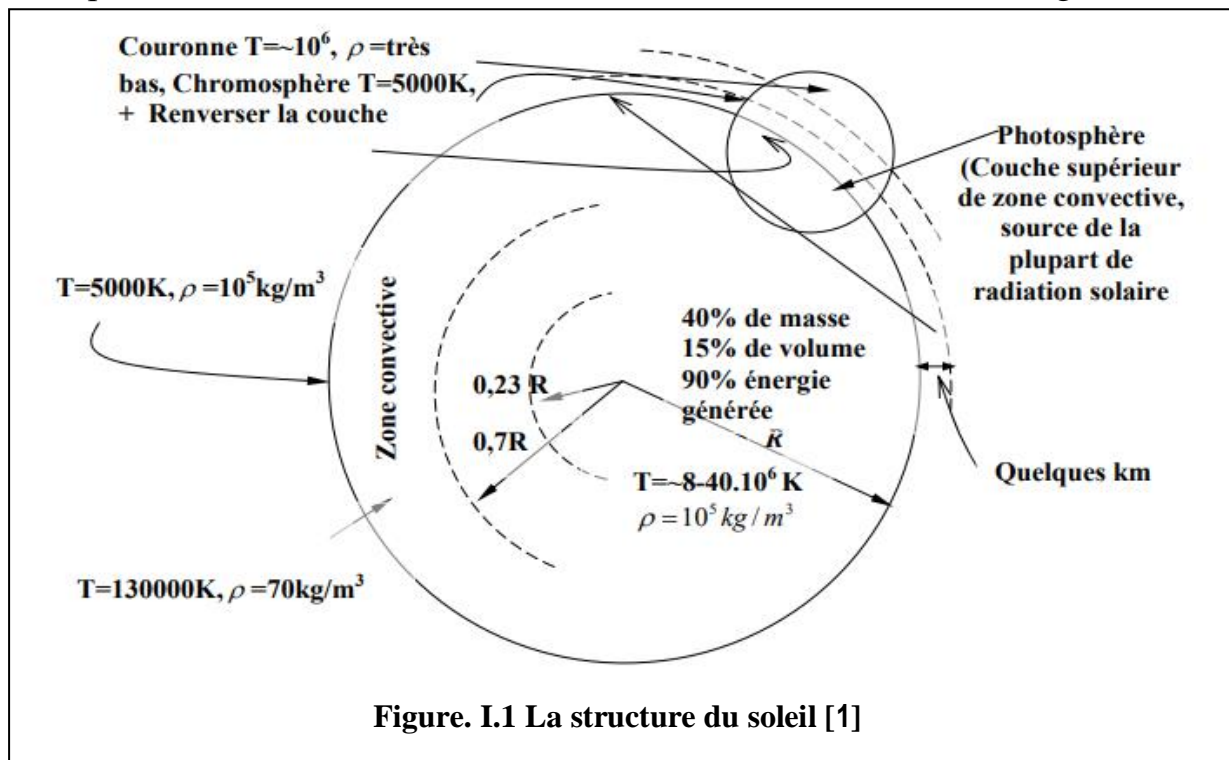 Couronne T=~10⁶, ρ =très
bas, Chromosphère T=5000K,
+ Renverser la couche
Photosphère
(Couche supérieur
de zone convective,
source de la
plupart de
radiation solaire
T=5000K, ρ =10⁵kg/m³
Zone convective
40% de masse
15% de volume
90% énergie
générée
0,23 R
R
0,7R
Quelques km
T=~8-40.10⁶ K
ρ = 10⁵ kg / m³
T=130000K, ρ =70kg/m³
Figure. I.1 La structure du soleil [1]